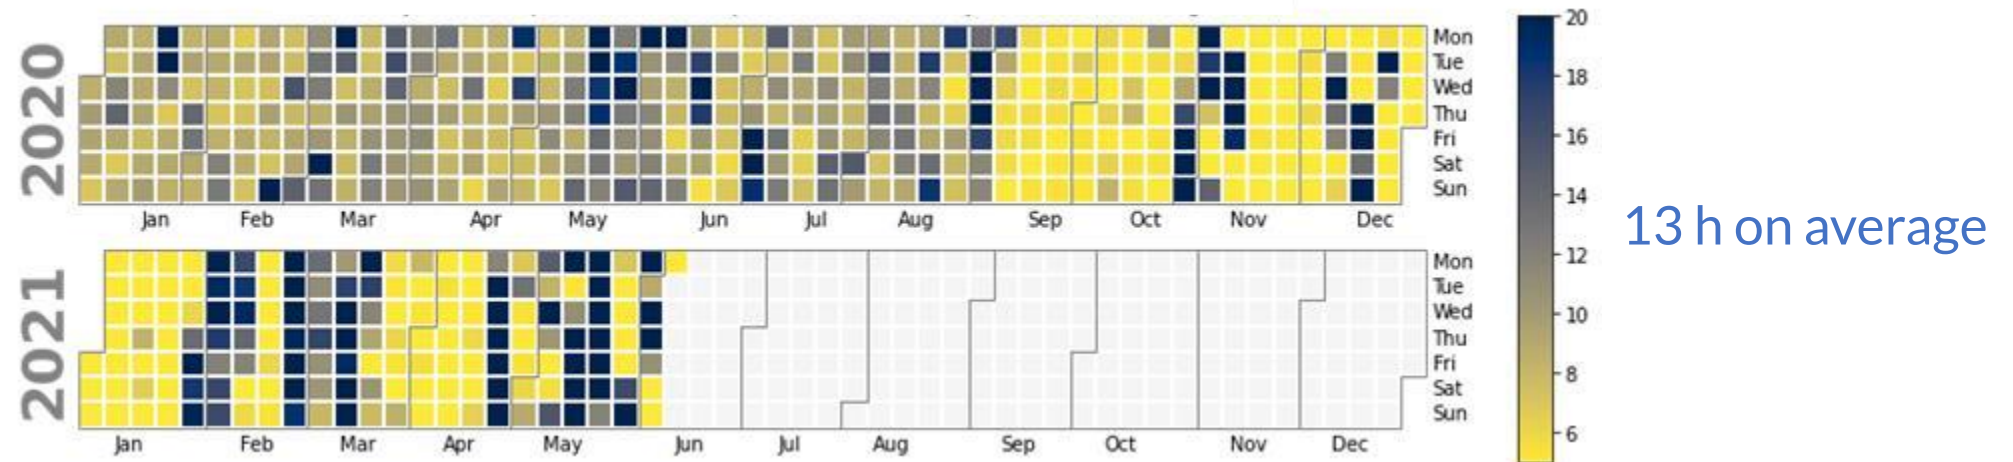 2020
Mon
Tue
Wed
Thu
Fri
Sat
Sun
Jan Feb Mar Apr May Jun Jul Aug Sep Oct Nov Dec
2021
Mon
Tue
Wed
Thu
Fri
Sat
Sun
Jan Feb Mar Apr May Jun Jul Aug Sep Oct Nov Dec
20
18
16
14
12
10
8
6
13 h on average